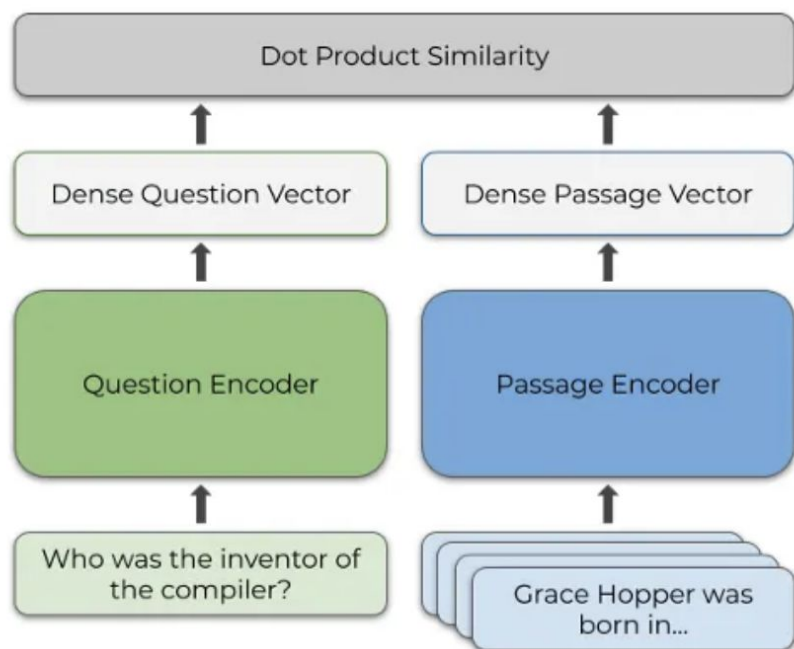 Dot Product Similarity
Dense Question Vector
Dense Passage Vector
Question Encoder
Passage Encoder
Who was the inventor of
the compiler?
Grace Hopper was
born in...